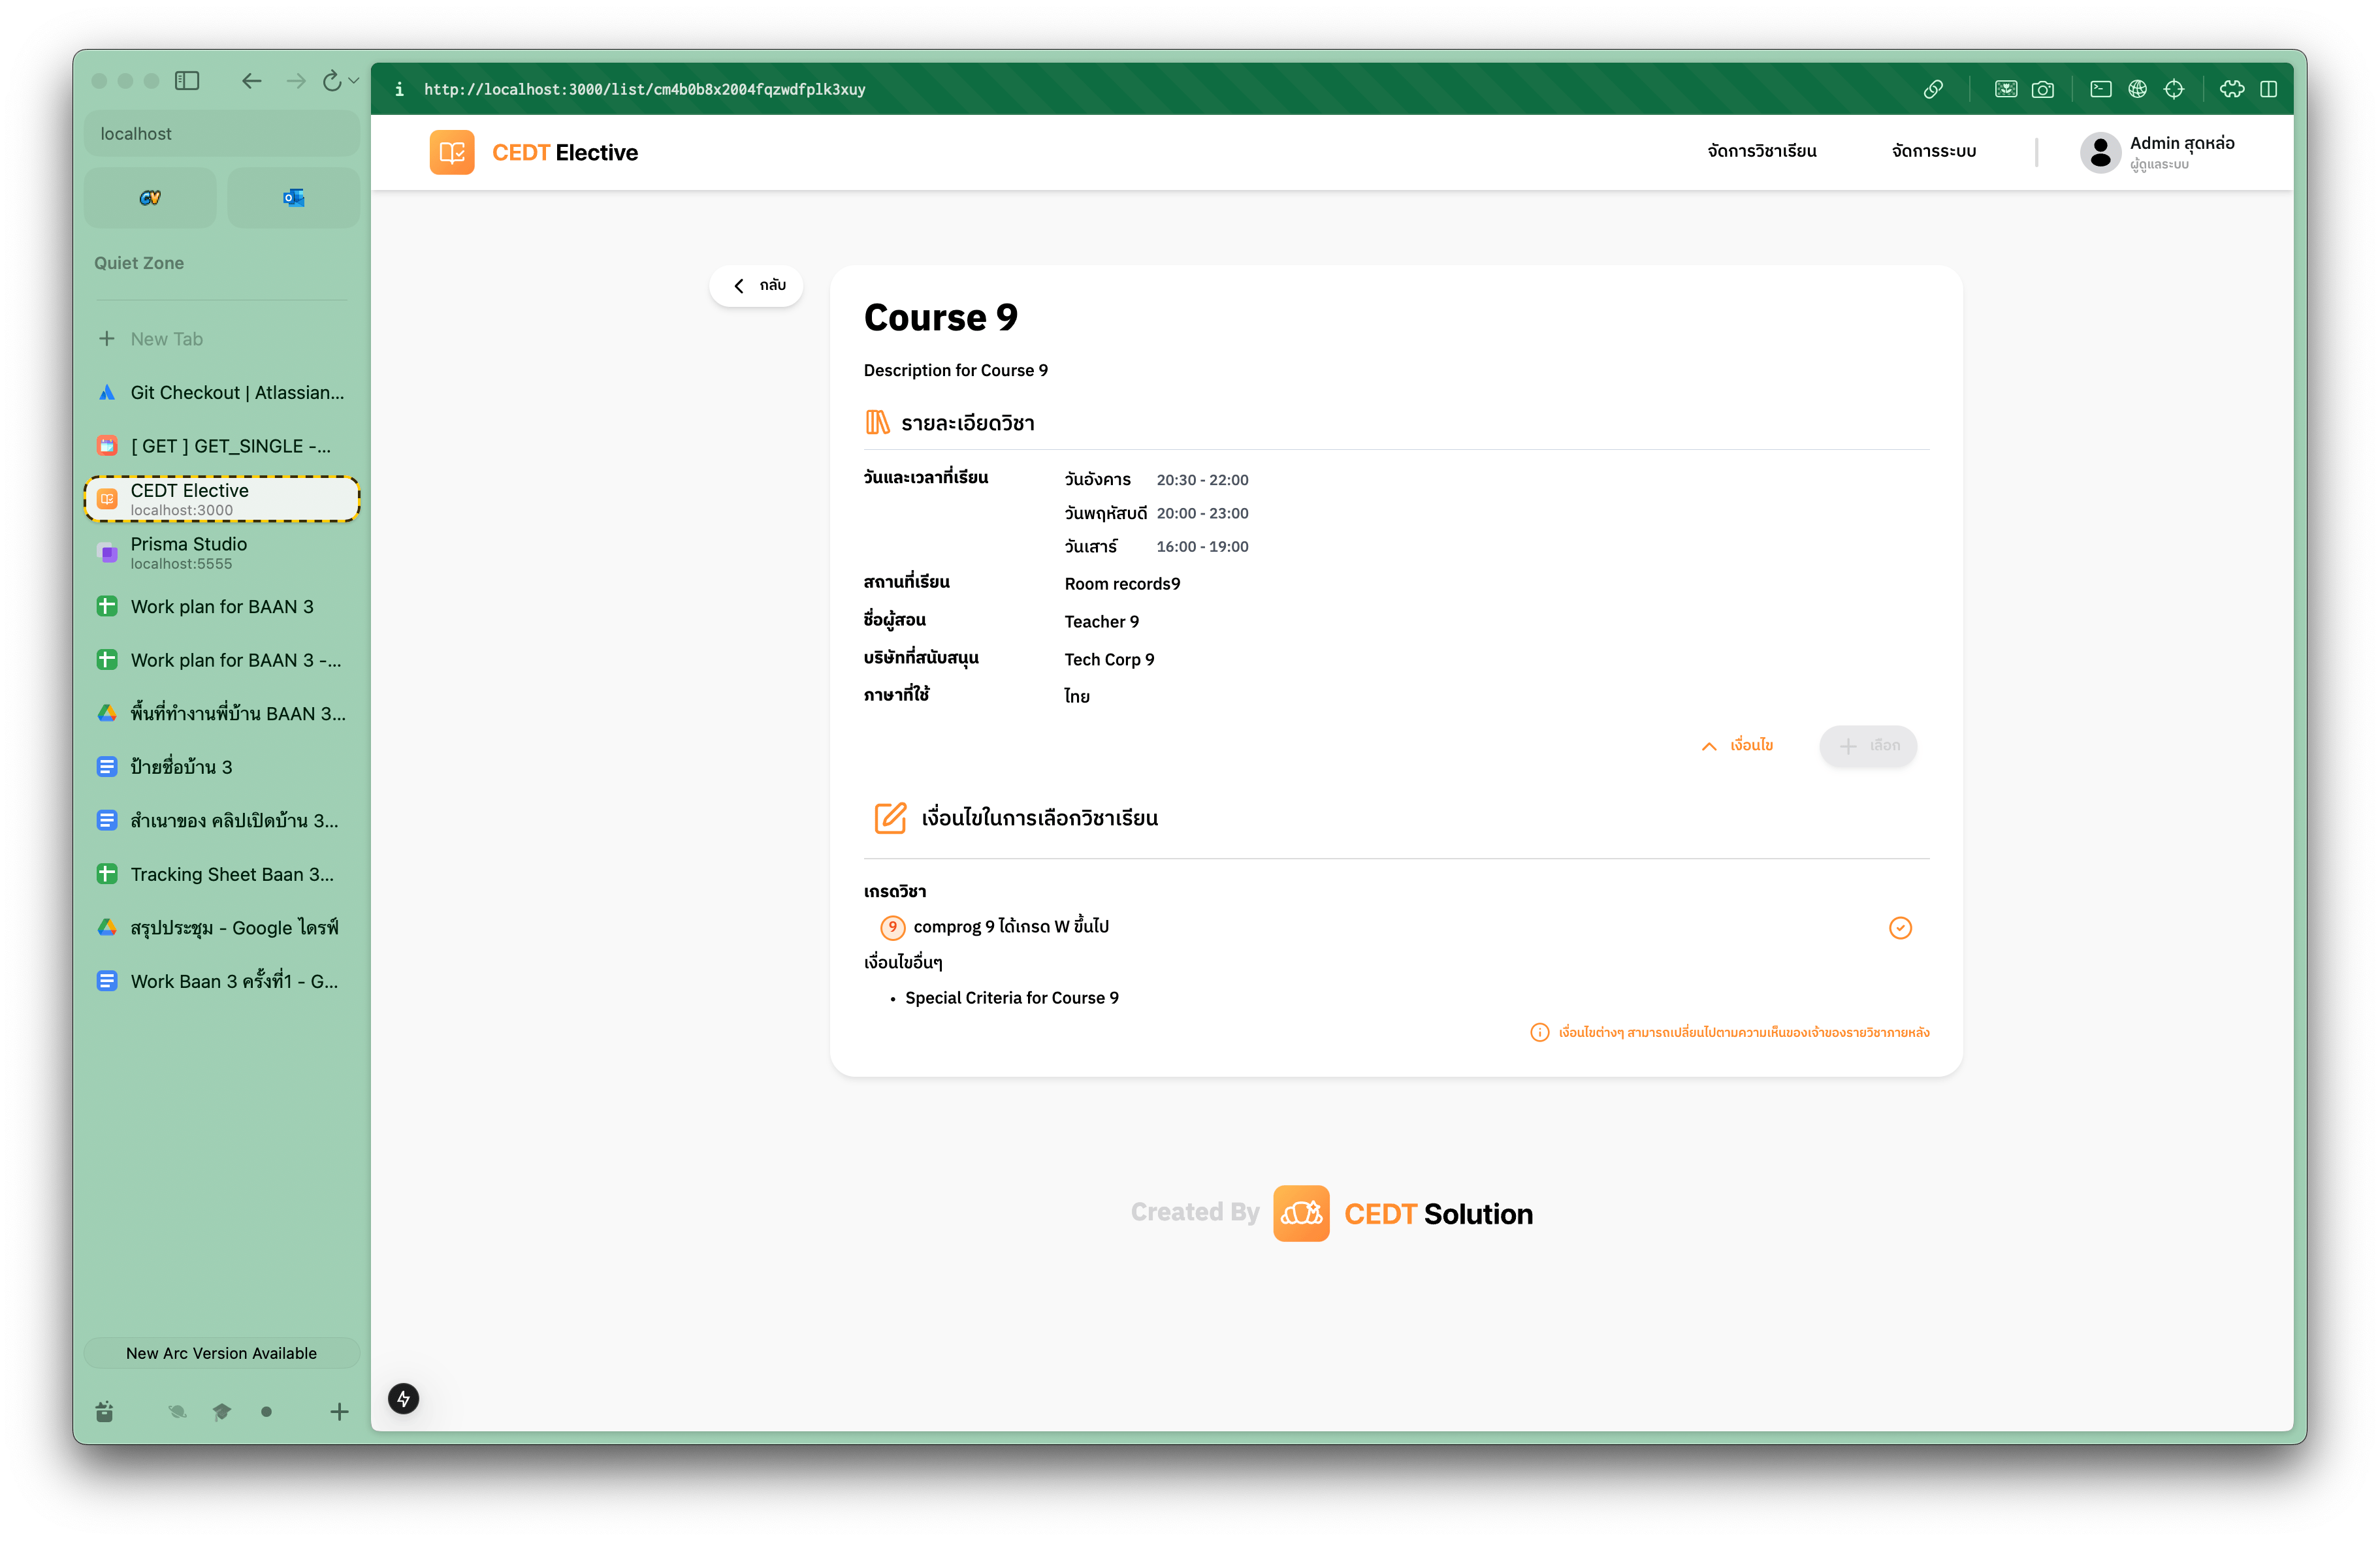 http://localhost:3000/list/cm4b0b8x2004fqzwdfplk3xuy
localhost
Quiet Zone
New Tab
Git Checkout | Atlassian...
[ GET ] GET_SINGLE -...
CEDT Elective
localhost:3000
Prisma Studio
localhost:5555
Work plan for BAAN 3
Work plan for BAAN 3 -...
พื้นที่ทำงานพี่บ้าน BAAN 3...
ป้ายชื่อบ้าน 3
สำเนาของ คลิปเปิดบ้าน 3...
Tracking Sheet Baan 3...
สรุปประชุม - Google ไดรฟ์
Work Baan 3 ครั้งที่1 - G...
New Arc Version Available
CEDT Elective
จัดการวิชาเรียน
จัดการระบบ
Admin สุดหล่อ
ผู้ดูแลระบบ
กลับ
Course 9
Description for Course 9
รายละเอียดวิชา
วันและเวลาที่เรียน วันอังคาร 20:30 - 22:00
วันพฤหัสบดี 20:00 - 23:00
วันเสาร์ 16:00 - 19:00
สถานที่เรียน Room records9
ชื่อผู้สอน Teacher 9
บริษัทที่สนับสนุน Tech Corp 9
ภาษาที่ใช้ ไทย
เงื่อนไข
เลือก
เงื่อนไขในการเลือกวิชาเรียน
เกรดวิชา
9 comprog 9 ได้เกรด W ขึ้นไป
เงื่อนไขอื่นๆ
• Special Criteria for Course 9
เงื่อนไขต่างๆ สามารถเปลี่ยนไปตามความเห็นของเจ้าของรายวิชาภายหลัง
Created By CEDT Solution